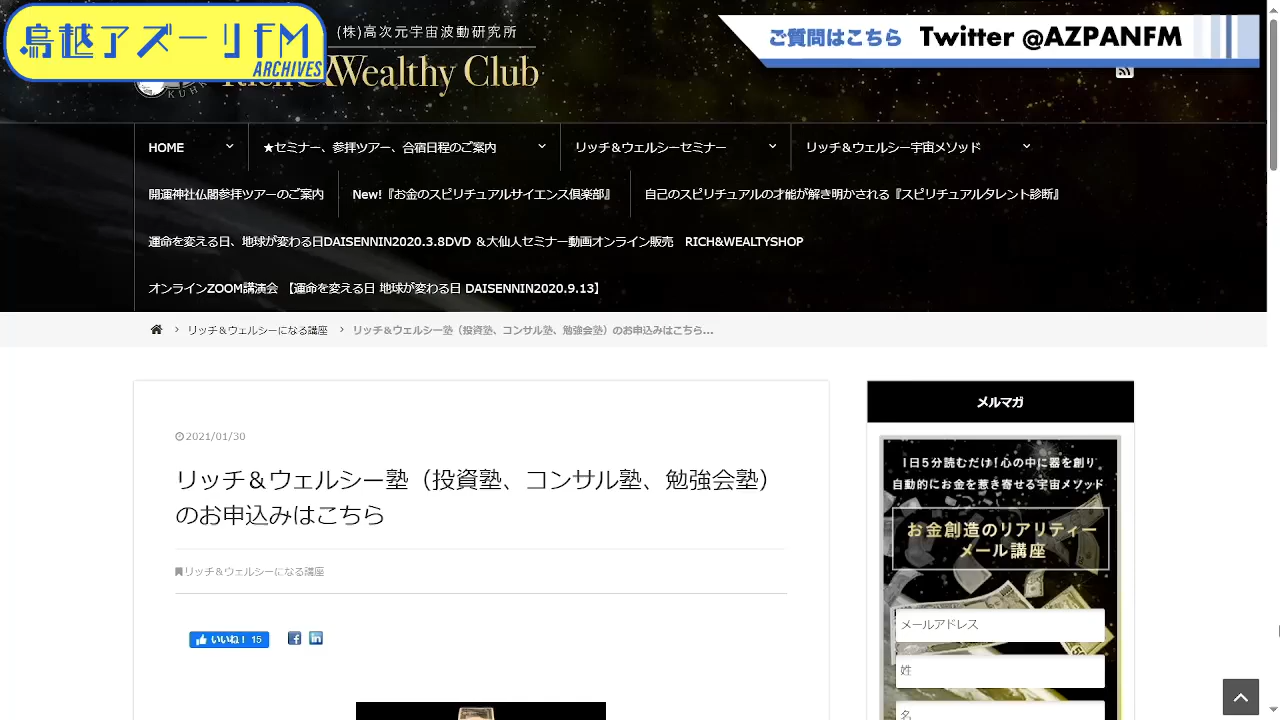 鳥越アズーリFM
ARCHIVES
(株)高次元宇宙波動研究所
Rich&Wealthy Club
ご質問はこちら Twitter @AZPANFM
HOME
★セミナー、参拝ツアー、合宿日程のご案内
リッチ＆ウェルシーセミナー
リッチ＆ウェルシー宇宙メソッド
開運神社仏閣参拝ツアーのご案内
New!『お金のスピリチュアルサイエンス倶楽部』
自己のスピリチュアルの才能が解き明かされる『スピリチュアルタレント診断』
運命を変える日、地球が変わる日DAISENNIN2020.3.8DVD ＆大仙人セミナー動画オンライン販売　RICH&WEALTYSHOP
オンラインZOOM講演会 【運命を変える日 地球が変わる日 DAISENNIN2020.9.13】
リッチ＆ウェルシーになる講座
リッチ＆ウェルシー塾（投資塾、コンサル塾、勉強会塾）のお申込みはこちら...
2021/01/30
リッチ＆ウェルシー塾（投資塾、コンサル塾、勉強会塾）
のお申込みはこちら
リッチ＆ウェルシーになる講座
いいね！ 15
メルマガ
1日5分読むだけ！心の中に器を創り
自動的にお金を惹き寄せる宇宙メソッド
お金創造のリアリティー
メール講座
メールアドレス
姓
名